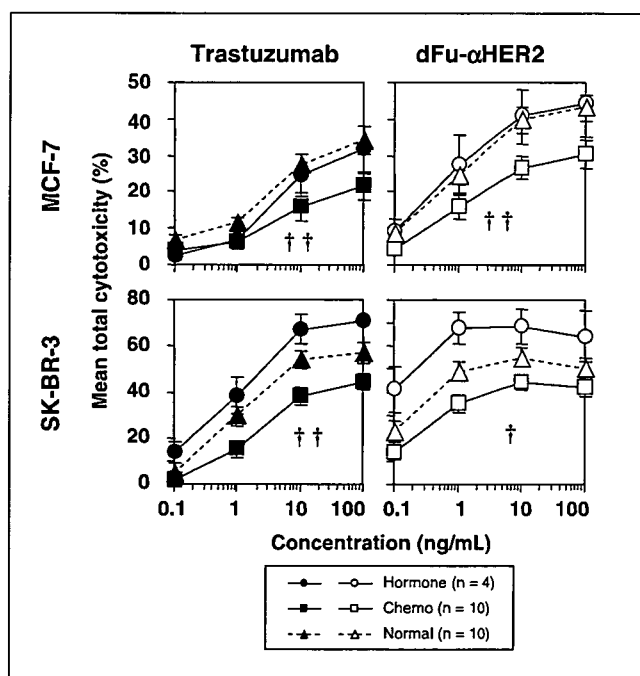 Trastuzumab dFu-αHER2
MCF-7
SK-BR-3
Mean total cytotoxicity (%)
50
40
30
20
10
0
† †
† †
80
60
40
20
0
† †
†
0.1 1 10 100 0.1 1 10 100
Concentration (ng/mL)
Hormone (n = 4)
Chemo (n = 10)
Normal (n = 10)